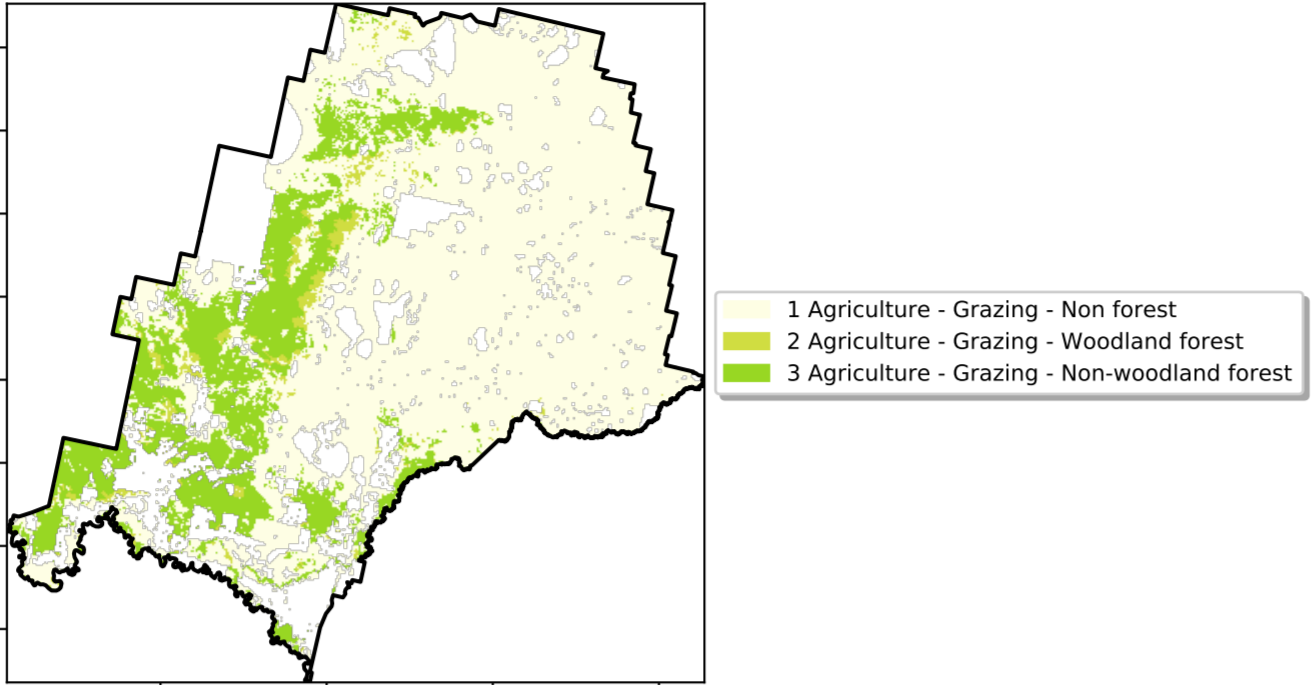 1 Agriculture - Grazing - Non forest
2 Agriculture - Grazing - Woodland forest
3 Agriculture - Grazing - Non-woodland forest